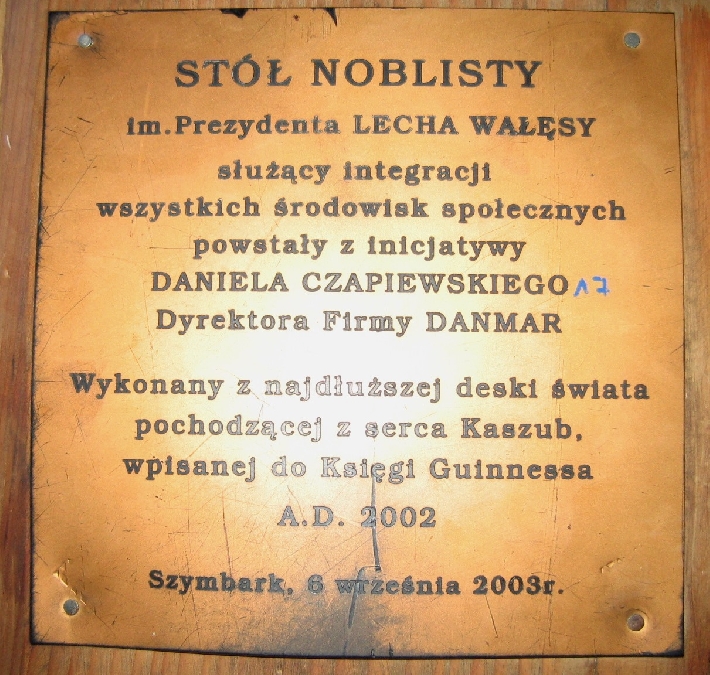 STÓŁ NOBLISTY
im.Prezydenta LECHA WAŁĘSY
służący integracji
wszystkich środowisk społecznych
powstały z inicjatywy
DANIELA CZAPIEWSKIEGO 17
Dyrektora Firmy DANMAR
Wykonany z najdłuższej deski świata
pochodzącej z serca Kaszub,
wpisanej do Księgi Guinnessa
A.D. 2002
Szymbark, 6 września 2003r.